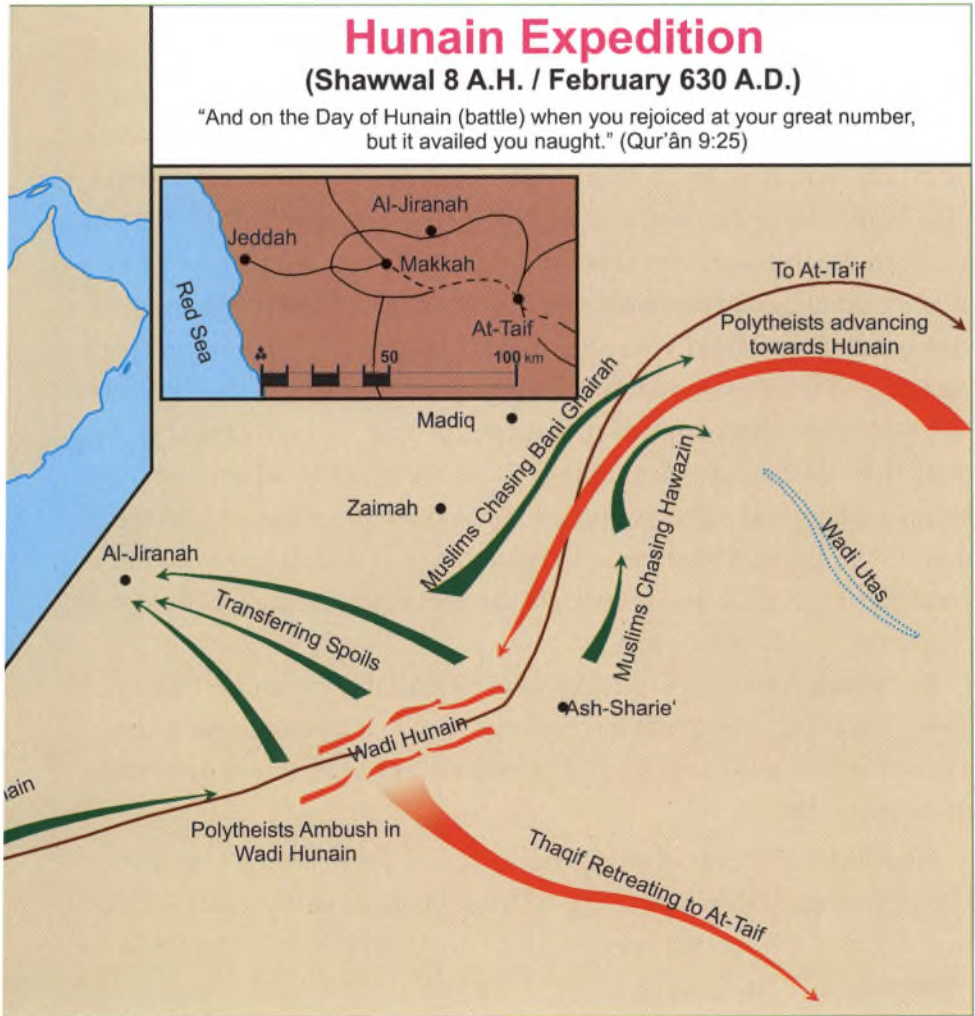 Hunain Expedition
(Shawwal 8 A.H. / February 630 A.D.)
“And on the Day of Hunain (battle) when you rejoiced at your great number,
but it availed you naught.” (Qur’ân 9:25)
Al-Jiranah
Jeddah
Makkah
Red Sea
At-Taif
50
100 km
To At-Ta’if
Polytheists advancing
towards Hunain
Madiq
Muslims Chasing Bani Ghairah
Zaimah
Muslims Chasing Hawazin
Wadi Utas
Al-Jiranah
Transferring Spoils
Ash-Sharie‘
Wadi Hunain
Polytheists Ambush in
Wadi Hunain
Thaqif Retreating to At-Taif